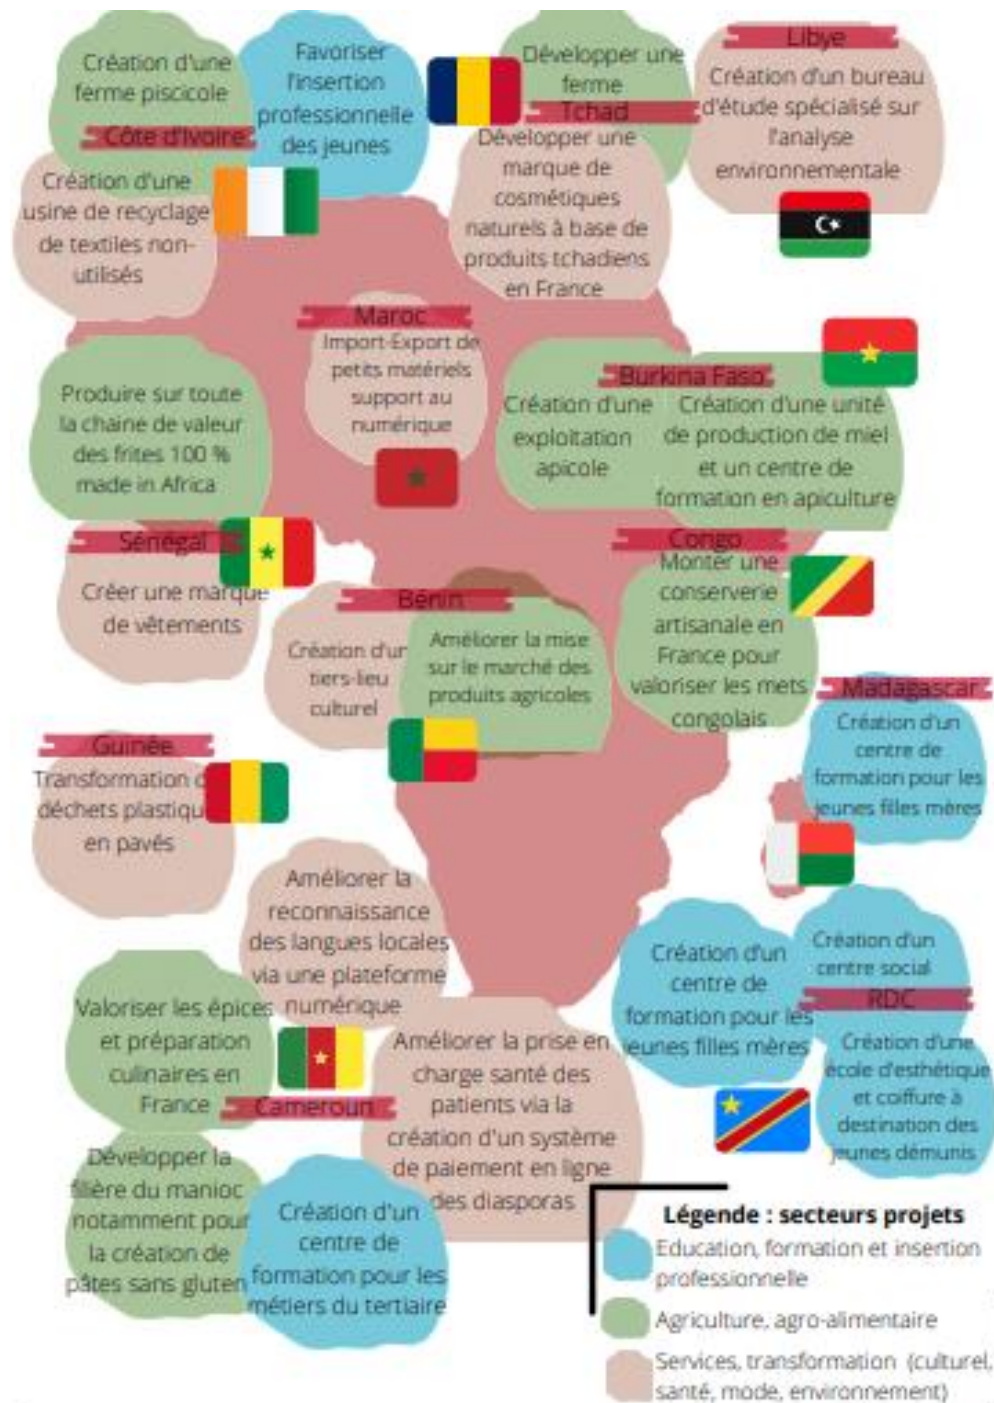 Création d'une
ferme piscicole
Côte d'Ivoire
Création d'une
usine de recyclage
de textiles non-
utilisés
Favoriser
l'insertion
professionnelle
des jeunes
Développer une
ferme
Tchad
Développer une
marque de
cosmétiques
naturels à base de
produits tchadiens
en France
Libye
Création d'un bureau
d'étude spécialisé sur
l'analyse
environnementale
Maroc
Import-Export de
petits matériels
support au
numérique
Burkina Faso
Création d'une
exploitation
apicole
Création d'une unité
de production de miel
et un centre de
formation en apiculture
Produire sur toute
la chaine de valeur
des frites 100 %
made in Africa
Sénégal
Créer une marque
de vêtements
Bénin
Création d'un
tiers-lieu
culturel
Améliorer la mise
sur le marché des
produits agricoles
Congo
Monter une
conserverie
artisanale en
France pour
valoriser les mets
congolais
Madagascar
Création d'un
centre de
formation pour les
jeunes filles mères
Guinée
Transformation d
déchets plastiqu
en pavés
Améliorer la
reconnaissance
des langues locales
via une plateforme
numérique
Valoriser les épices
et préparation
culinaires en
France
Cameroun
Améliorer la prise en
charge santé des
patients via la
création d'un système
de paiement en ligne
des diasporas
Développer la
filière du manioc
notamment pour
la création de
pâtes sans gluten
Création d'un
centre de
formation pour les
métiers du tertiaire
Création d'un
centre de
formation pour les
jeunes filles mères
Création d'un
centre social
RDC
Création d'une
école d'esthétique
et coiffure à
destination des
jeunes démunis
Légende : secteurs projets
Education, formation et insertion
professionnelle
Agriculture, agro-alimentaire
Services, transformation (culturel,
santé, mode, environnement)